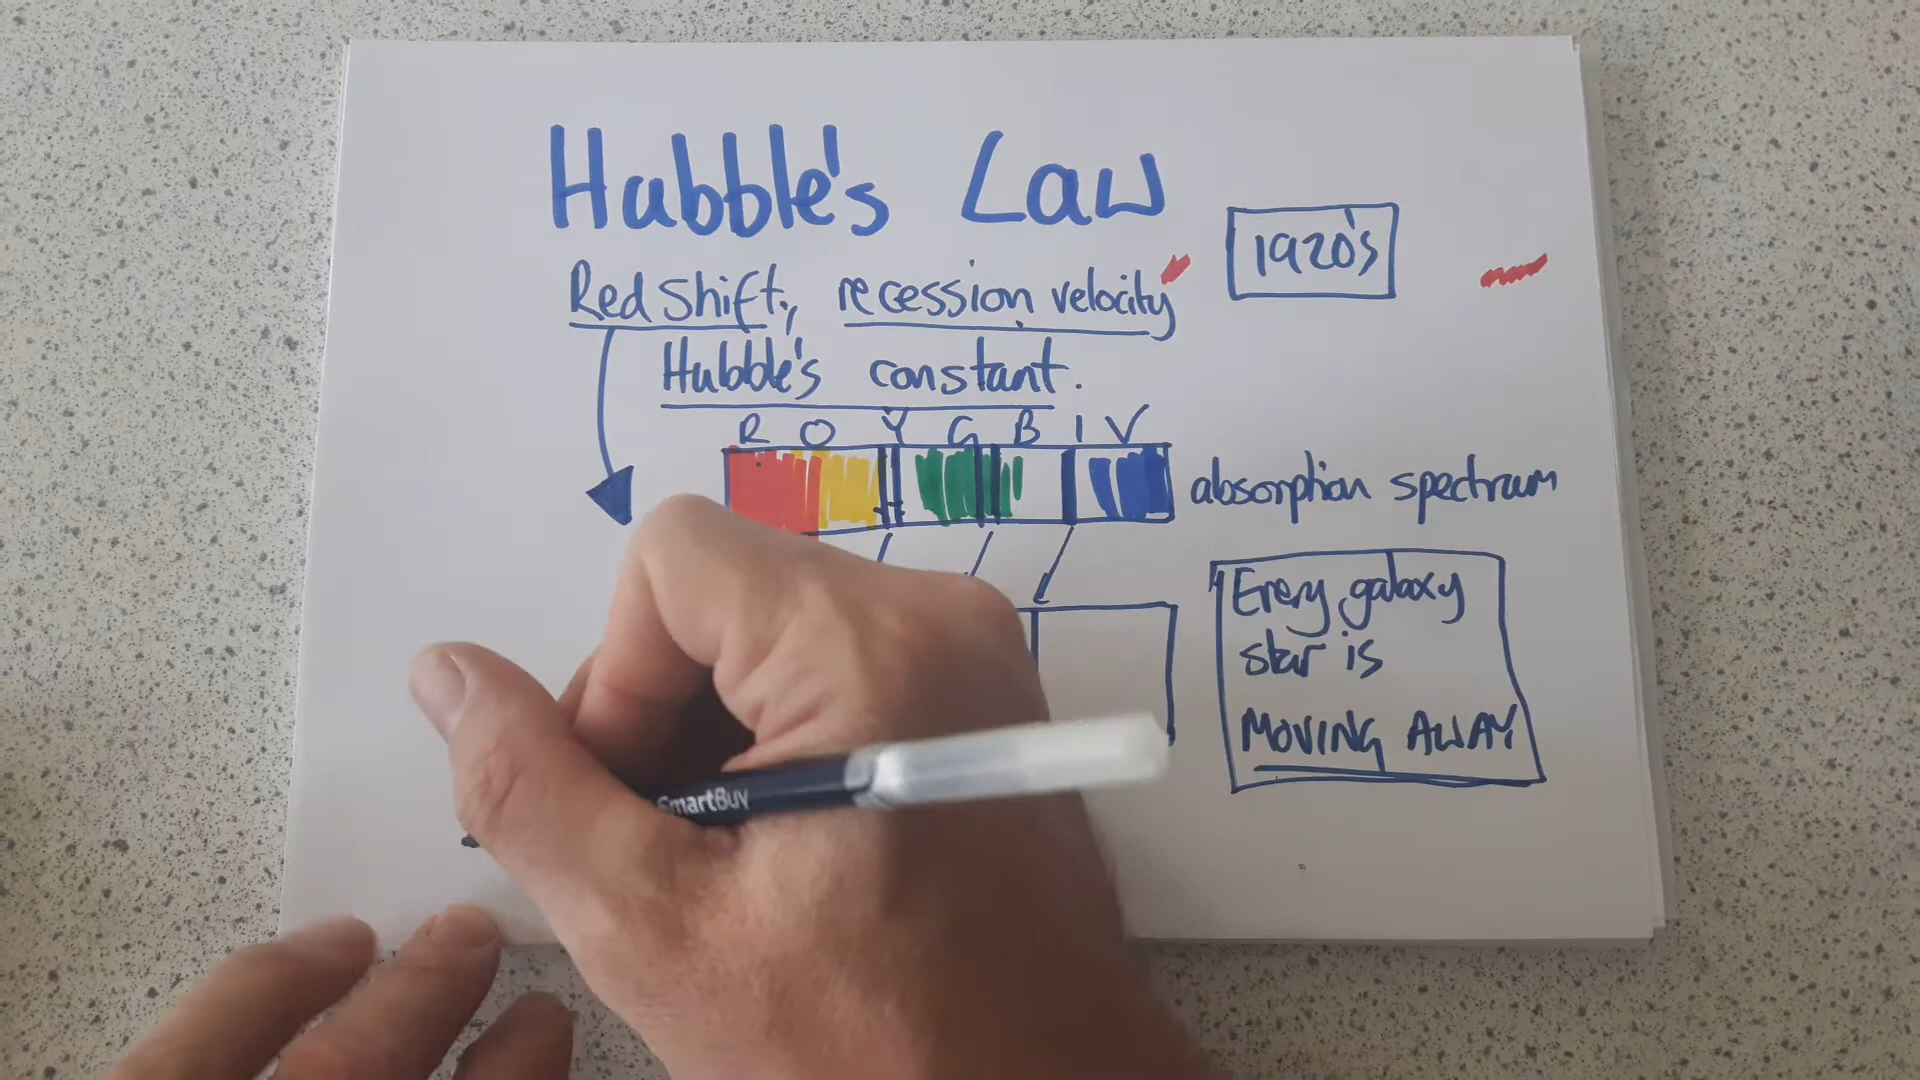 Hubble's Law
1920's
Red Shift, recession velocity
Hubble's constant.
R O Y G B I V
absorption spectrum
Every galaxy
star is
MOVING AWAY
SmartBuy